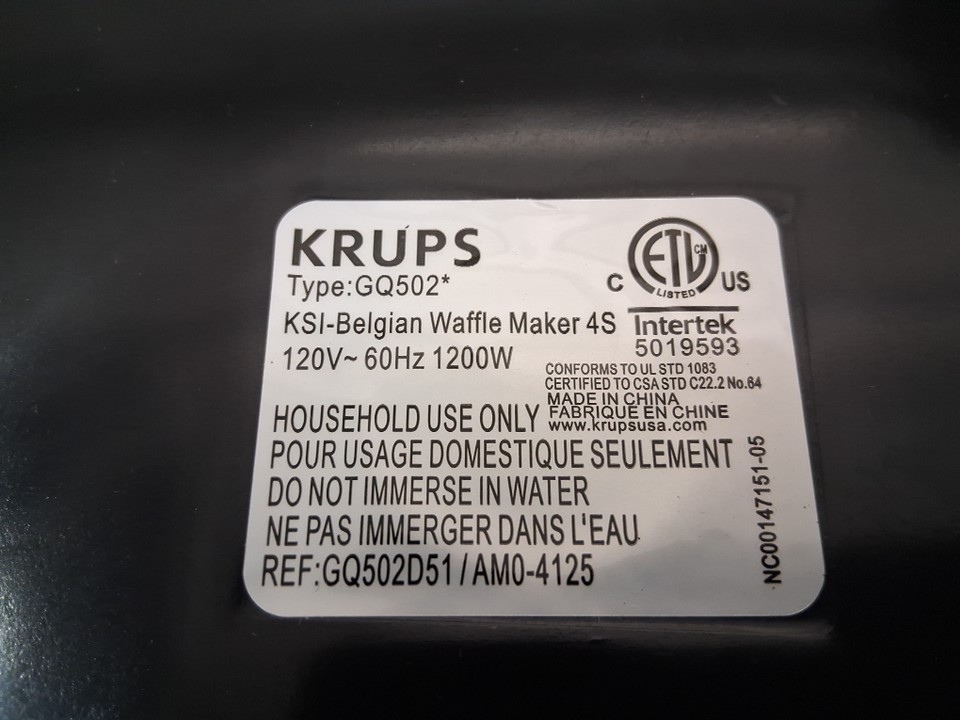 KRUPS
Type:GQ502*
KSI-Belgian Waffle Maker 4S
120V~ 60Hz 1200W
C ETL CM US
LISTED
Intertek
5019593
CONFORMS TO UL STD 1083
CERTIFIED TO CSA STD C22.2 No.64
MADE IN CHINA
FABRIQUE EN CHINE
www.krupsusa.com
HOUSEHOLD USE ONLY
POUR USAGE DOMESTIQUE SEULEMENT
DO NOT IMMERSE IN WATER
NE PAS IMMERGER DANS L'EAU
REF:GQ502D51/AM0-4125
NC00147151-05